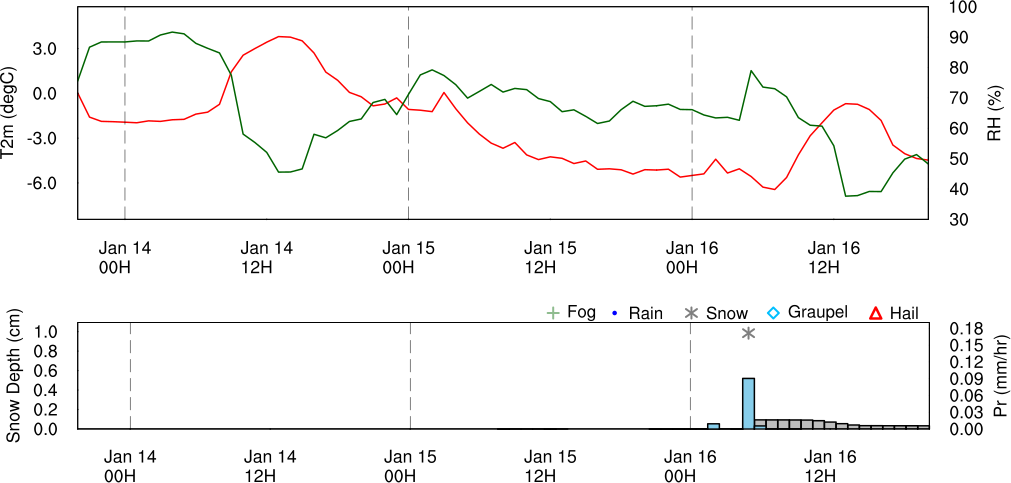 100
90
80
70
60
50
40
30
3.0
0.0
-3.0
-6.0
T2m (degC)
RH (%)
Jan 14 Jan 14 Jan 15 Jan 15 Jan 16 Jan 16
00H 12H 00H 12H 00H 12H
Fog Rain Snow Graupel Hail
1.0
0.8
0.6
0.4
0.2
0.0
Snow Depth (cm)
0.18
0.15
0.12
0.09
0.06
0.03
0.00
Pr (mm/hr)
Jan 14 Jan 14 Jan 15 Jan 15 Jan 16 Jan 16
00H 12H 00H 12H 00H 12H